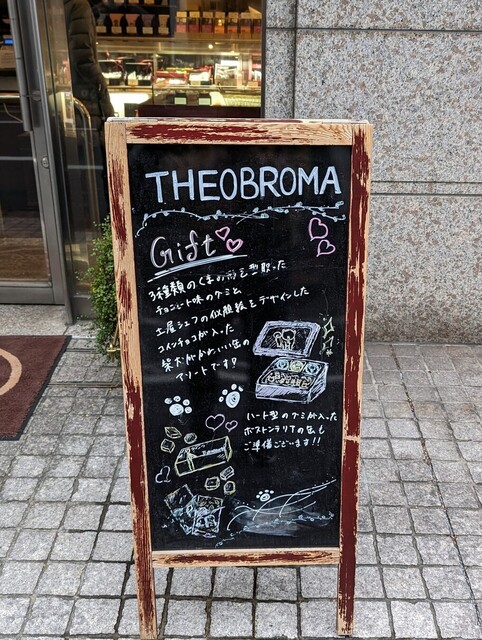 THEOBROMA
Gift
3種類のくまの形を型取った
チョコレート味のグミと
土屋シェフの似顔絵をデザインした
コインチョコが入った
柴犬がかわいい缶の
アソートです♡
ハート型のグミが入った
ボストンテリアの缶も
ご準備ございます!!